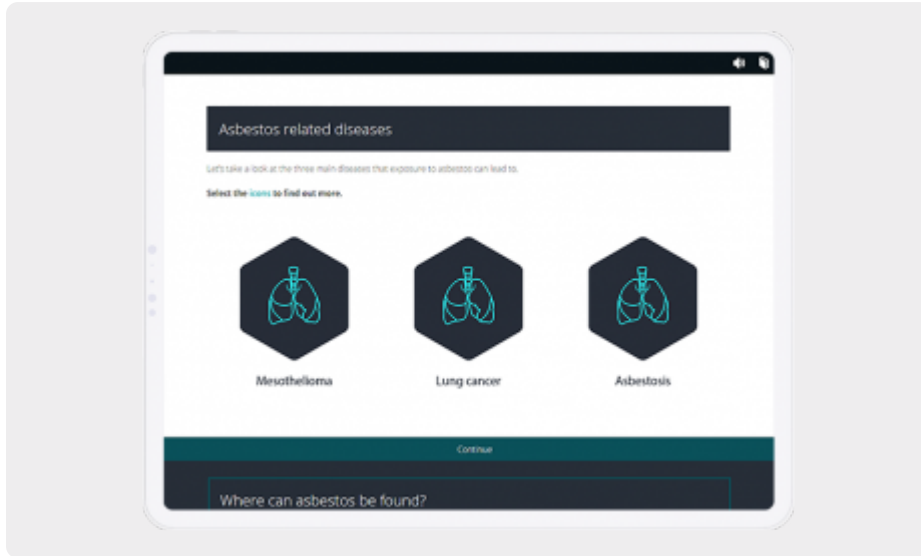 Asbestos related diseases
Let's take a look at the three main diseases that exposure to asbestos can lead to.
Select the icons to find out more.
Mesothelioma
Lung cancer
Asbestosis
Continue
Where can asbestos be found?